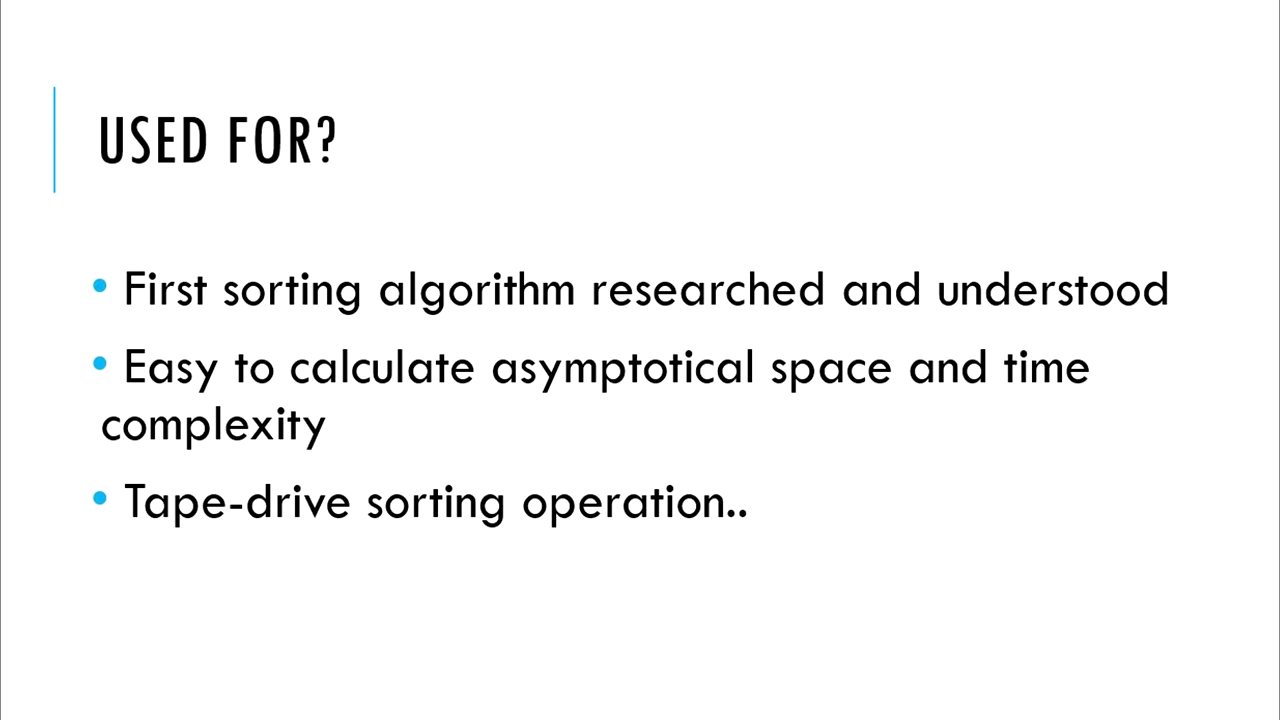 USED FOR?
• First sorting algorithm researched and understood
• Easy to calculate asymptotical space and time
complexity
• Tape-drive sorting operation..